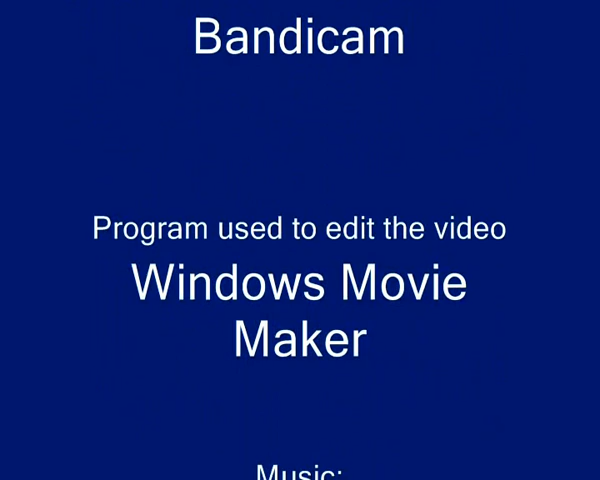 Bandicam
Program used to edit the video
Windows Movie
Maker
Music: